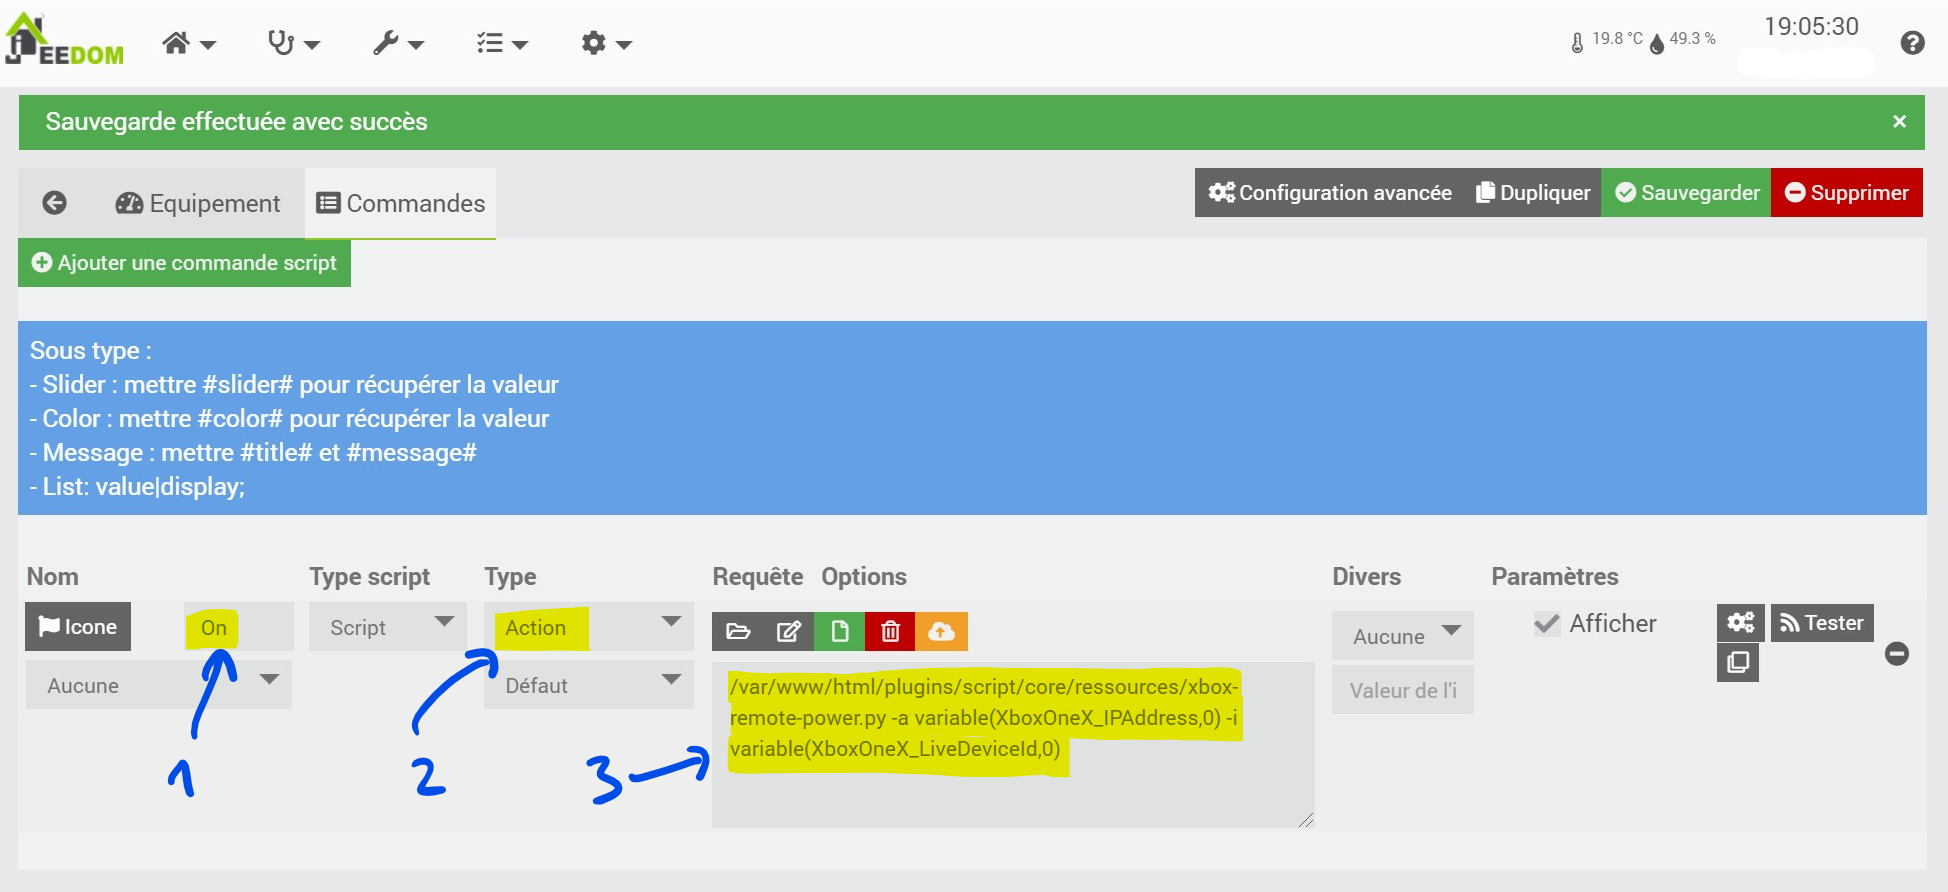 JEEDOM
19.8 °C 49.3 %
19:05:30
Sauvegarde effectuée avec succès
×
Equipement
Commandes
Configuration avancée
Dupliquer
Sauvegarder
Supprimer
Ajouter une commande script
Sous type :
- Slider : mettre #slider# pour récupérer la valeur
- Color : mettre #color# pour récupérer la valeur
- Message : mettre #title# et #message#
- List: value|display;
Nom
Type script
Type
Requête
Options
Divers
Paramètres
Icone
On
Script
Action
Aucune
Défaut
/var/www/html/plugins/script/core/ressources/xbox-
remote-power.py -a variable(XboxOneX_IPAddress,0) -i
variable(XboxOneX_LiveDeviceId,0)
Aucune
Valeur de l'i
Afficher
Tester
1
2
3